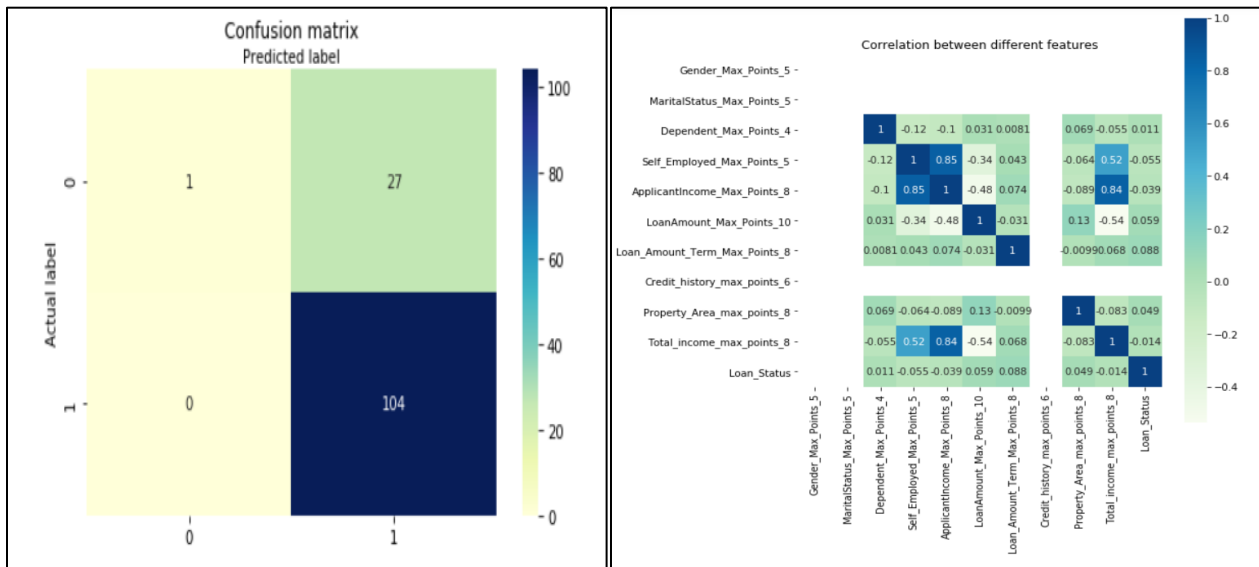 Confusion matrix
Predicted label
Actual label
0
1
1 27
0 104
0 1
100
80
60
40
20
0
Correlation between different features
Gender_Max_Points_5
MaritalStatus_Max_Points_5
Dependent_Max_Points_4 1 -0.12 -0.1 0.031 0.0081 0.069 -0.055 0.011
Self_Employed_Max_Points_5 -0.12 1 0.85 -0.34 0.043 -0.064 0.52 -0.055
ApplicantIncome_Max_Points_8 -0.1 0.85 1 -0.48 0.074 -0.089 0.84 -0.039
LoanAmount_Max_Points_10 0.031 -0.34 -0.48 1 -0.031 0.13 -0.54 0.059
Loan_Amount_Term_Max_Points_8 0.0081 0.043 0.074 -0.031 1 -0.0099 0.068 0.088
Credit_history_max_points_6
Property_Area_max_points_8 0.069 -0.064 -0.089 0.13 -0.0099 1 -0.083 0.049
Total_income_max_points_8 -0.055 0.52 0.84 -0.54 0.068 -0.083 1 -0.014
Loan_Status 0.011 -0.055 -0.039 0.059 0.088 0.049 -0.014 1
Gender_Max_Points_5
MaritalStatus_Max_Points_5
Dependent_Max_Points_4
Self_Employed_Max_Points_5
ApplicantIncome_Max_Points_8
LoanAmount_Max_Points_10
Loan_Amount_Term_Max_Points_8
Credit_history_max_points_6
Property_Area_max_points_8
Total_income_max_points_8
Loan_Status
1.0
0.8
0.6
0.4
0.2
0.0
-0.2
-0.4